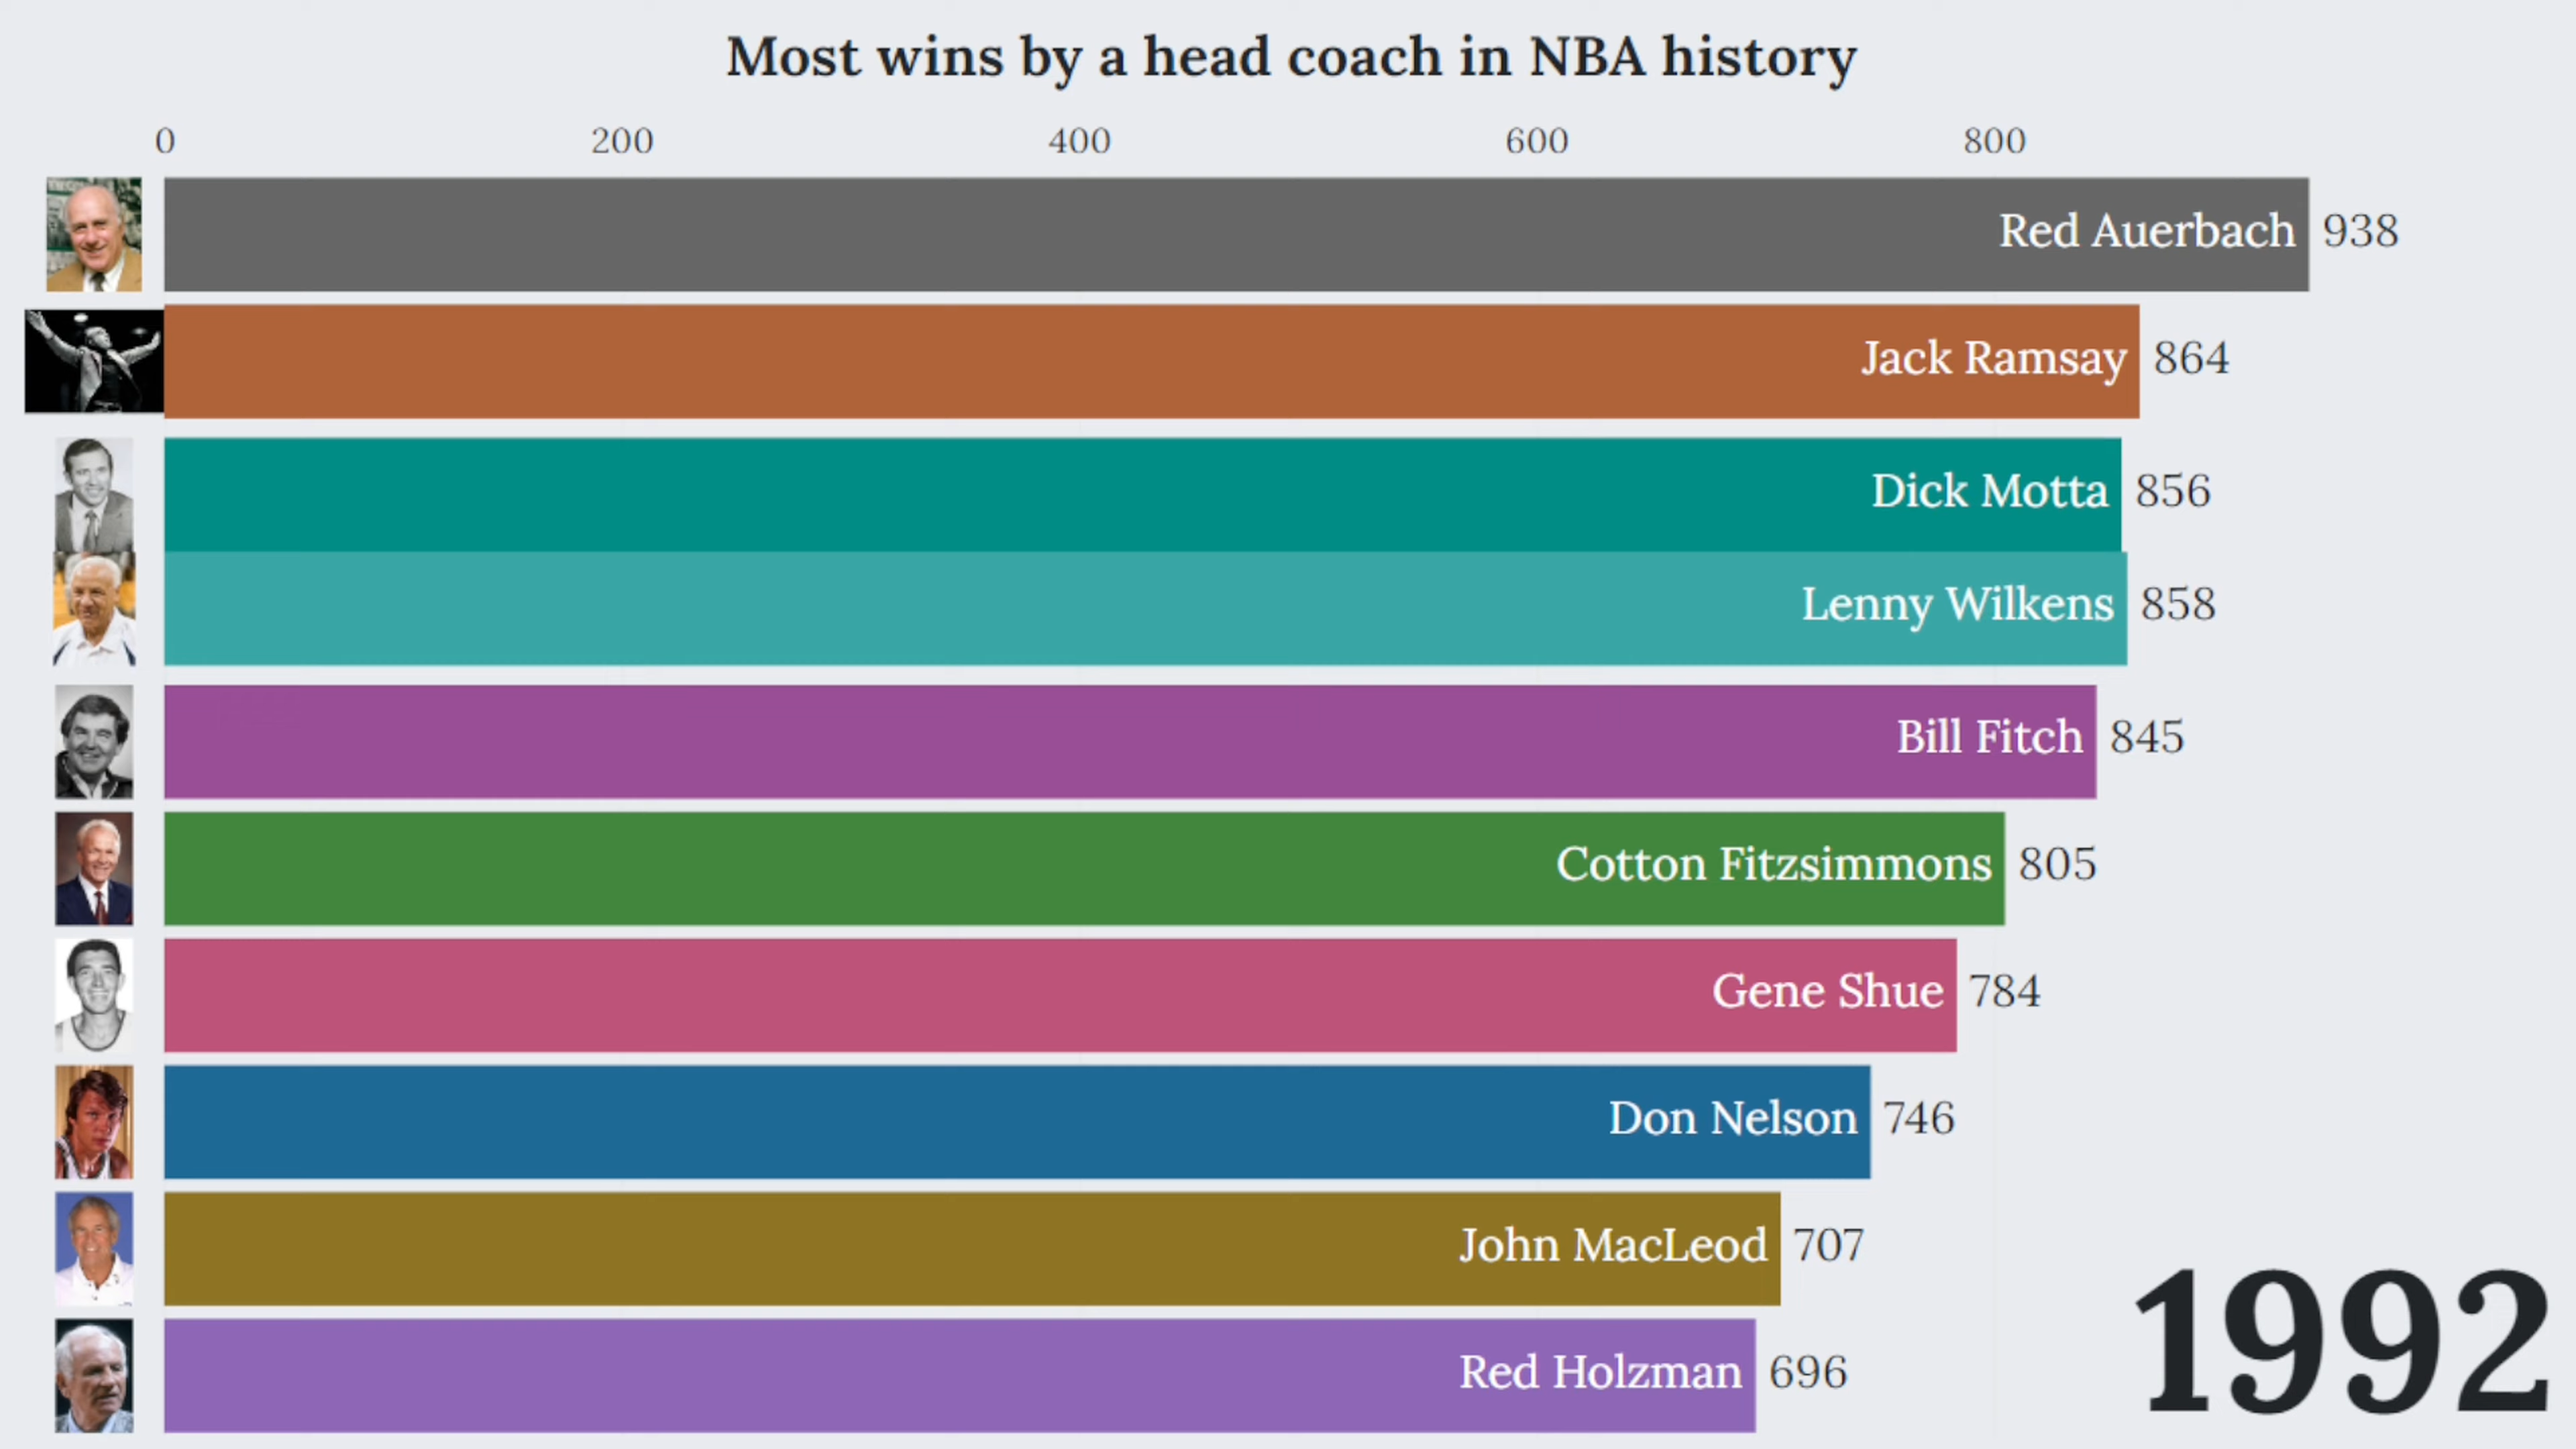 Most wins by a head coach in NBA history
0 200 400 600 800
Red Auerbach 938
Jack Ramsay 864
Dick Motta 856
Lenny Wilkens 858
Bill Fitch 845
Cotton Fitzsimmons 805
Gene Shue 784
Don Nelson 746
John MacLeod 707
Red Holzman 696
1992